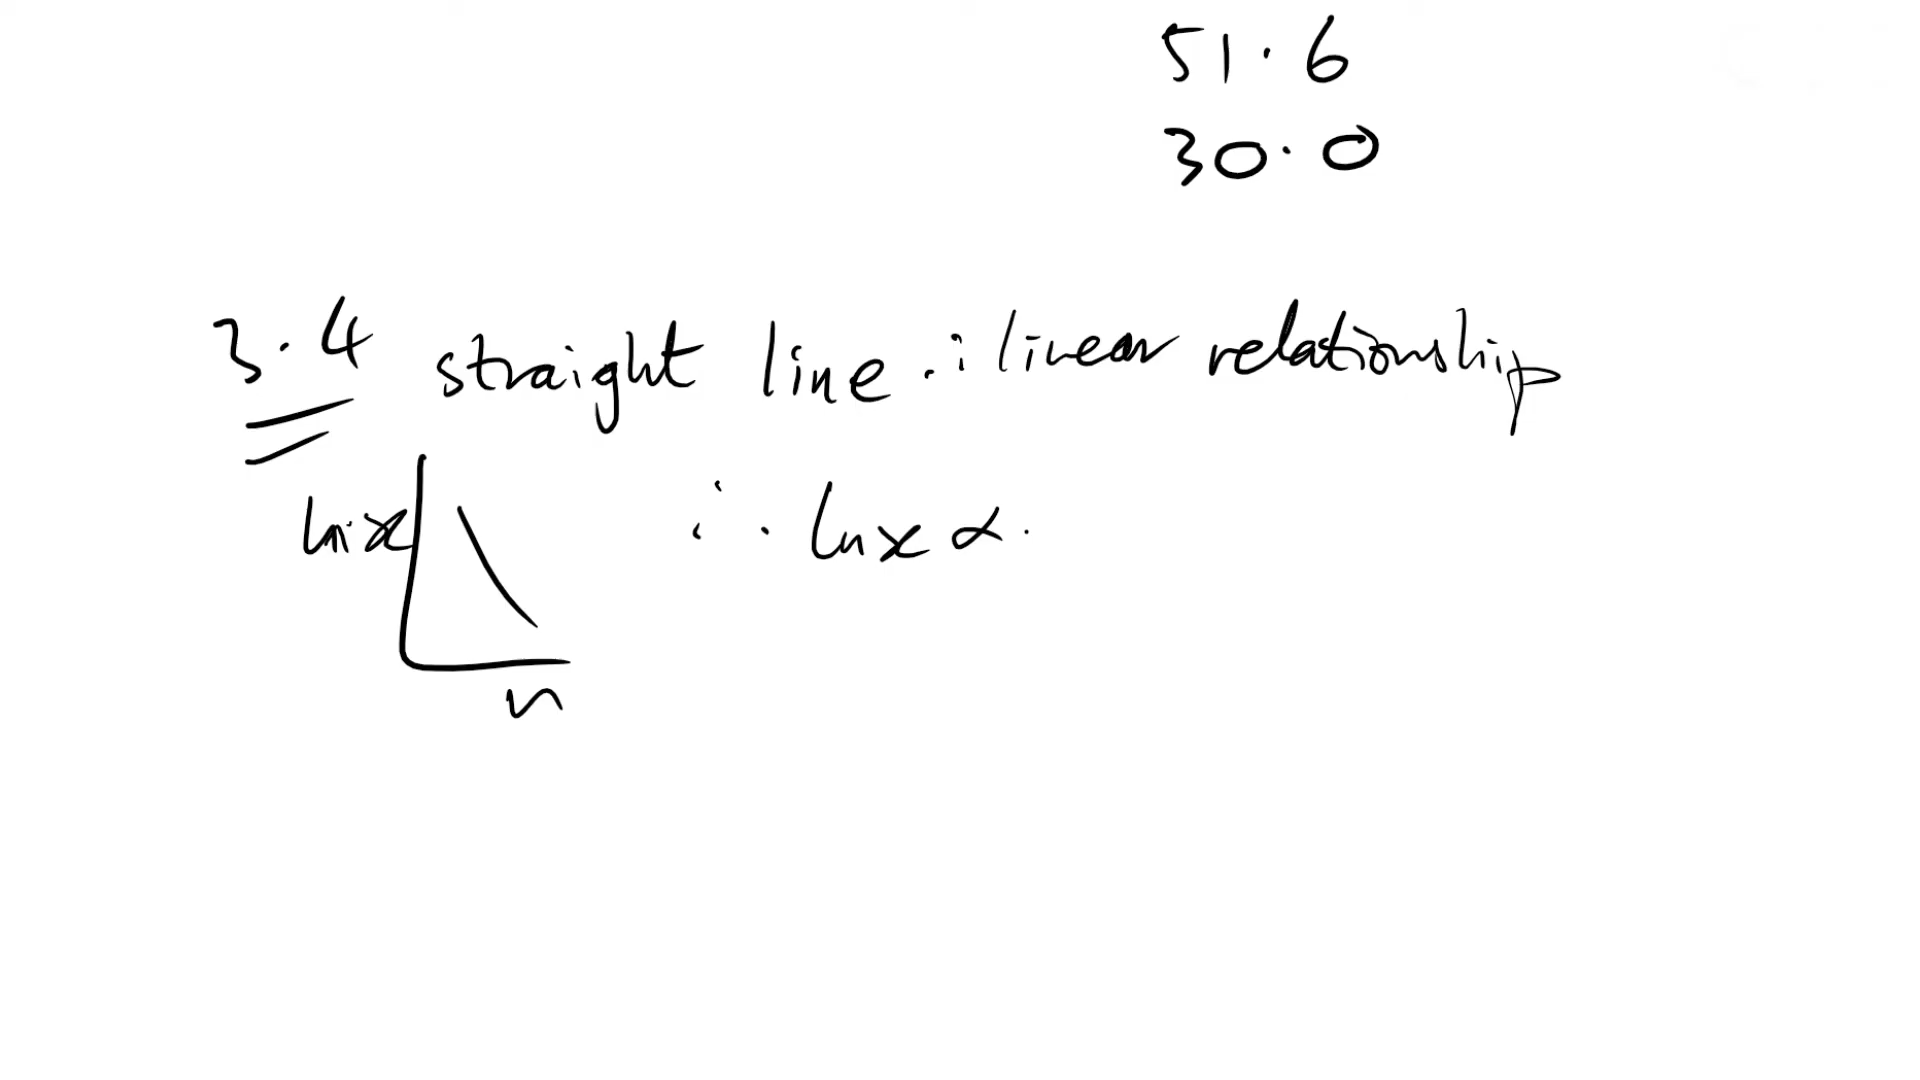 51.6
30.0
3.4 straight line ∴ linear relationship
ln x ∴ ln x ∝
n